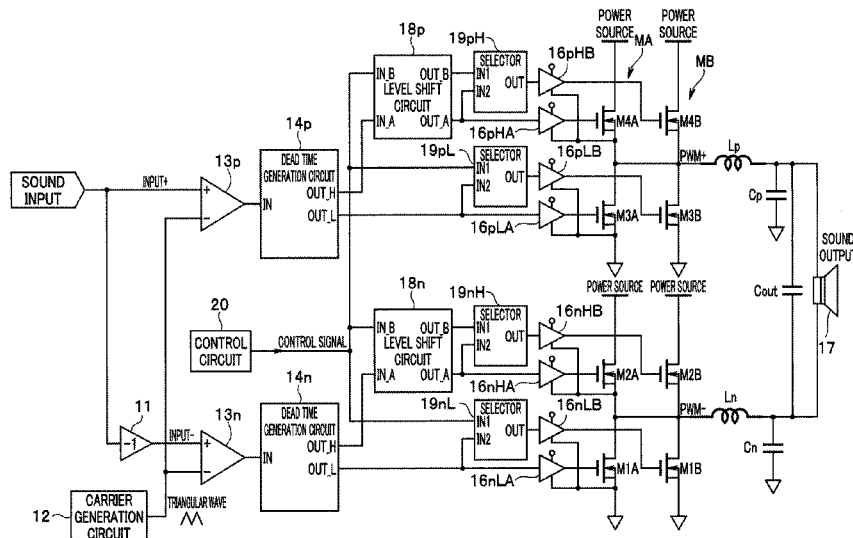 POWER SOURCE
POWER SOURCE
18p
19pH
16pHB
MA
MB
SELECTOR
IN1
IN2
OUT
IN_B
OUT_B
LEVEL SHIFT CIRCUIT
IN_A
OUT_A
M4A
M4B
16pHA
14p
19pL
16pLB
SELECTOR
IN1
IN2
OUT
PWM+
Lp
Cp
13p
DEAD TIME GENERATION CIRCUIT
IN
OUT_H
OUT_L
SOUND INPUT
INPUT+
+
−
16pLA
M3A
M3B
SOUND OUTPUT
Cout
17
18n
19nH
POWER SOURCE
POWER SOURCE
16nHB
SELECTOR
IN1
IN2
OUT
IN_B
OUT_B
LEVEL SHIFT CIRCUIT
IN_A
OUT_A
20
CONTROL CIRCUIT
CONTROL SIGNAL
M2A
M2B
16nHA
14n
19nL
16nLB
SELECTOR
IN1
IN2
OUT
PWM−
Ln
Cn
11
−1
INPUT−
13n
+
−
DEAD TIME GENERATION CIRCUIT
IN
OUT_H
OUT_L
16nLA
M1A
M1B
12
CARRIER GENERATION CIRCUIT
TRIANGULAR WAVE